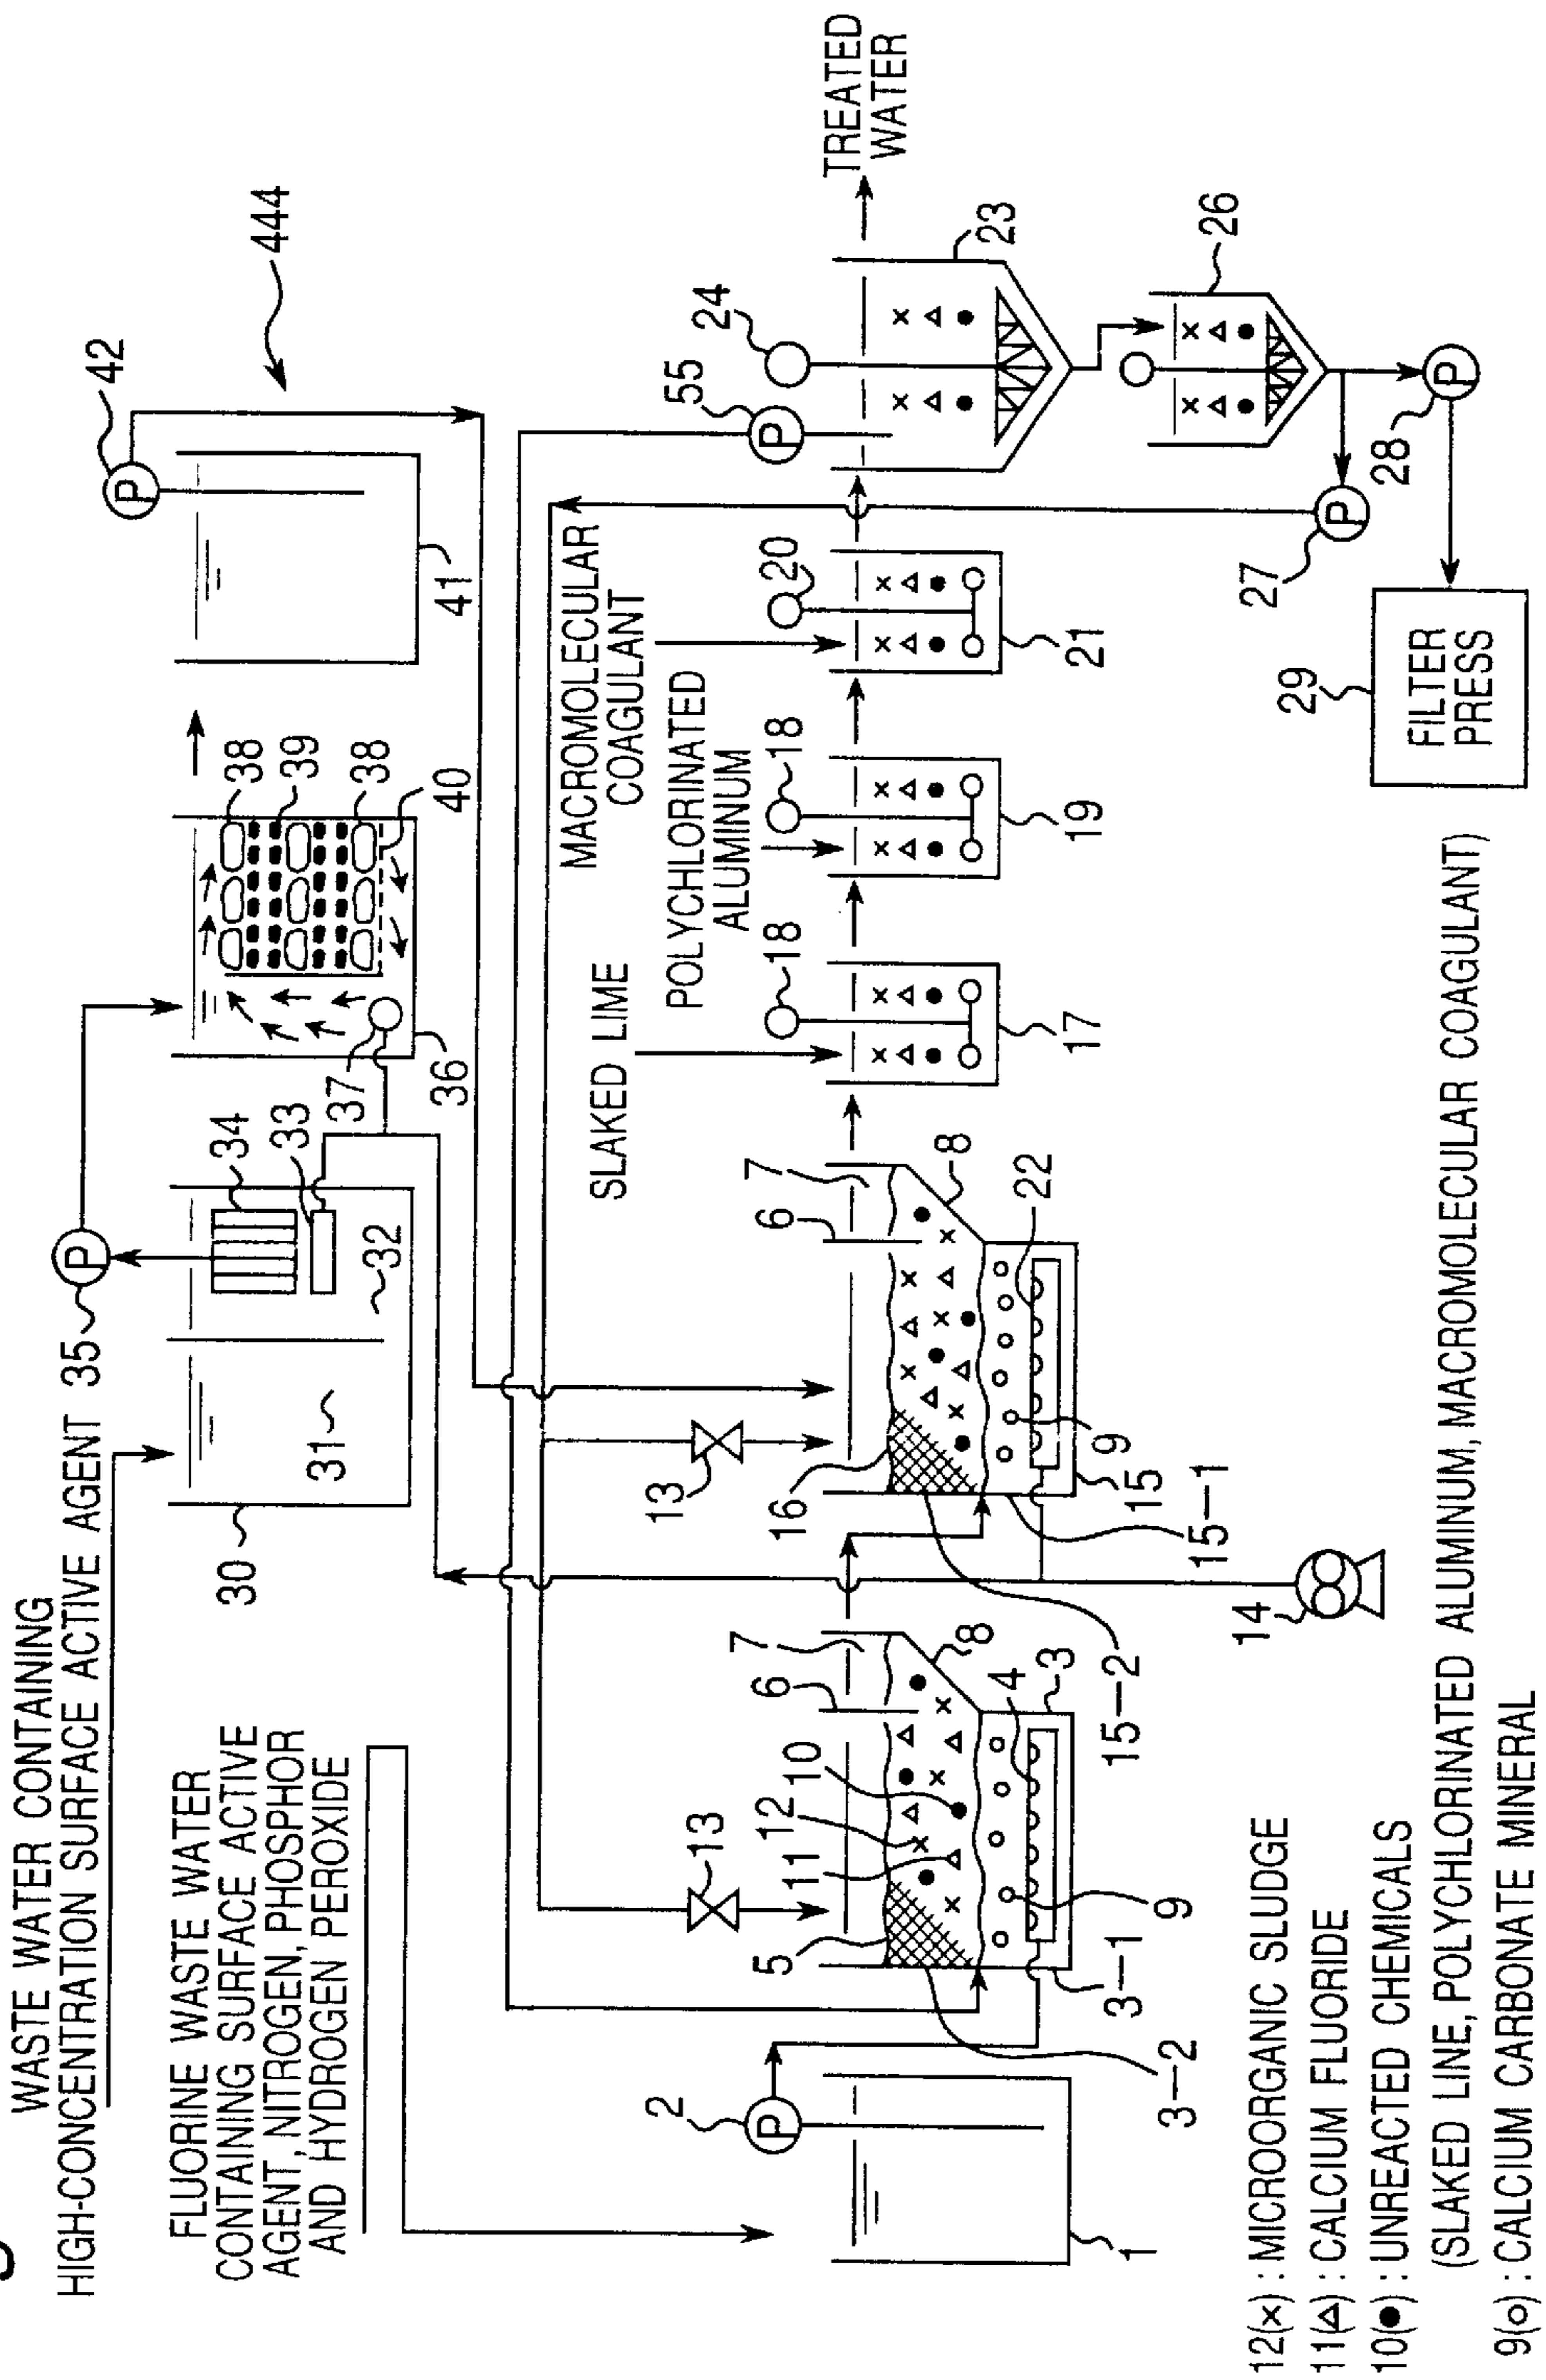 WASTE WATER CONTAINING
HIGH-CONCENTRATION SURFACE ACTIVE AGENT
35
P
34
33
32
31
30
37
36
38
39
38
40
41
42
P
444
FLUORINE WASTE WATER
CONTAINING SURFACE ACTIVE
AGENT, NITROGEN, PHOSPHOR
AND HYDROGEN PEROXIDE
SLAKED LIME
POLYCHLORINATED
ALUMINUM
MACROMOLECULAR
COAGULANT
55
P
24
TREATED
WATER
2
P
1
13
5
11
12
10
6
7
8
4
3
9
3-1
3-2
13
16
6
7
8
22
9
15
15-1
15-2
14
18
17
18
19
20
21
23
26
27
P
28
P
29
FILTER
PRESS
12(×) : MICROORGANIC SLUDGE
11(△) : CALCIUM FLUORIDE
10(●) : UNREACTED CHEMICALS
(SLAKED LINE, POLYCHLORINATED ALUMINUM, MACROMOLECULAR COAGULANT)
9(○) : CALCIUM CARBONATE MINERAL